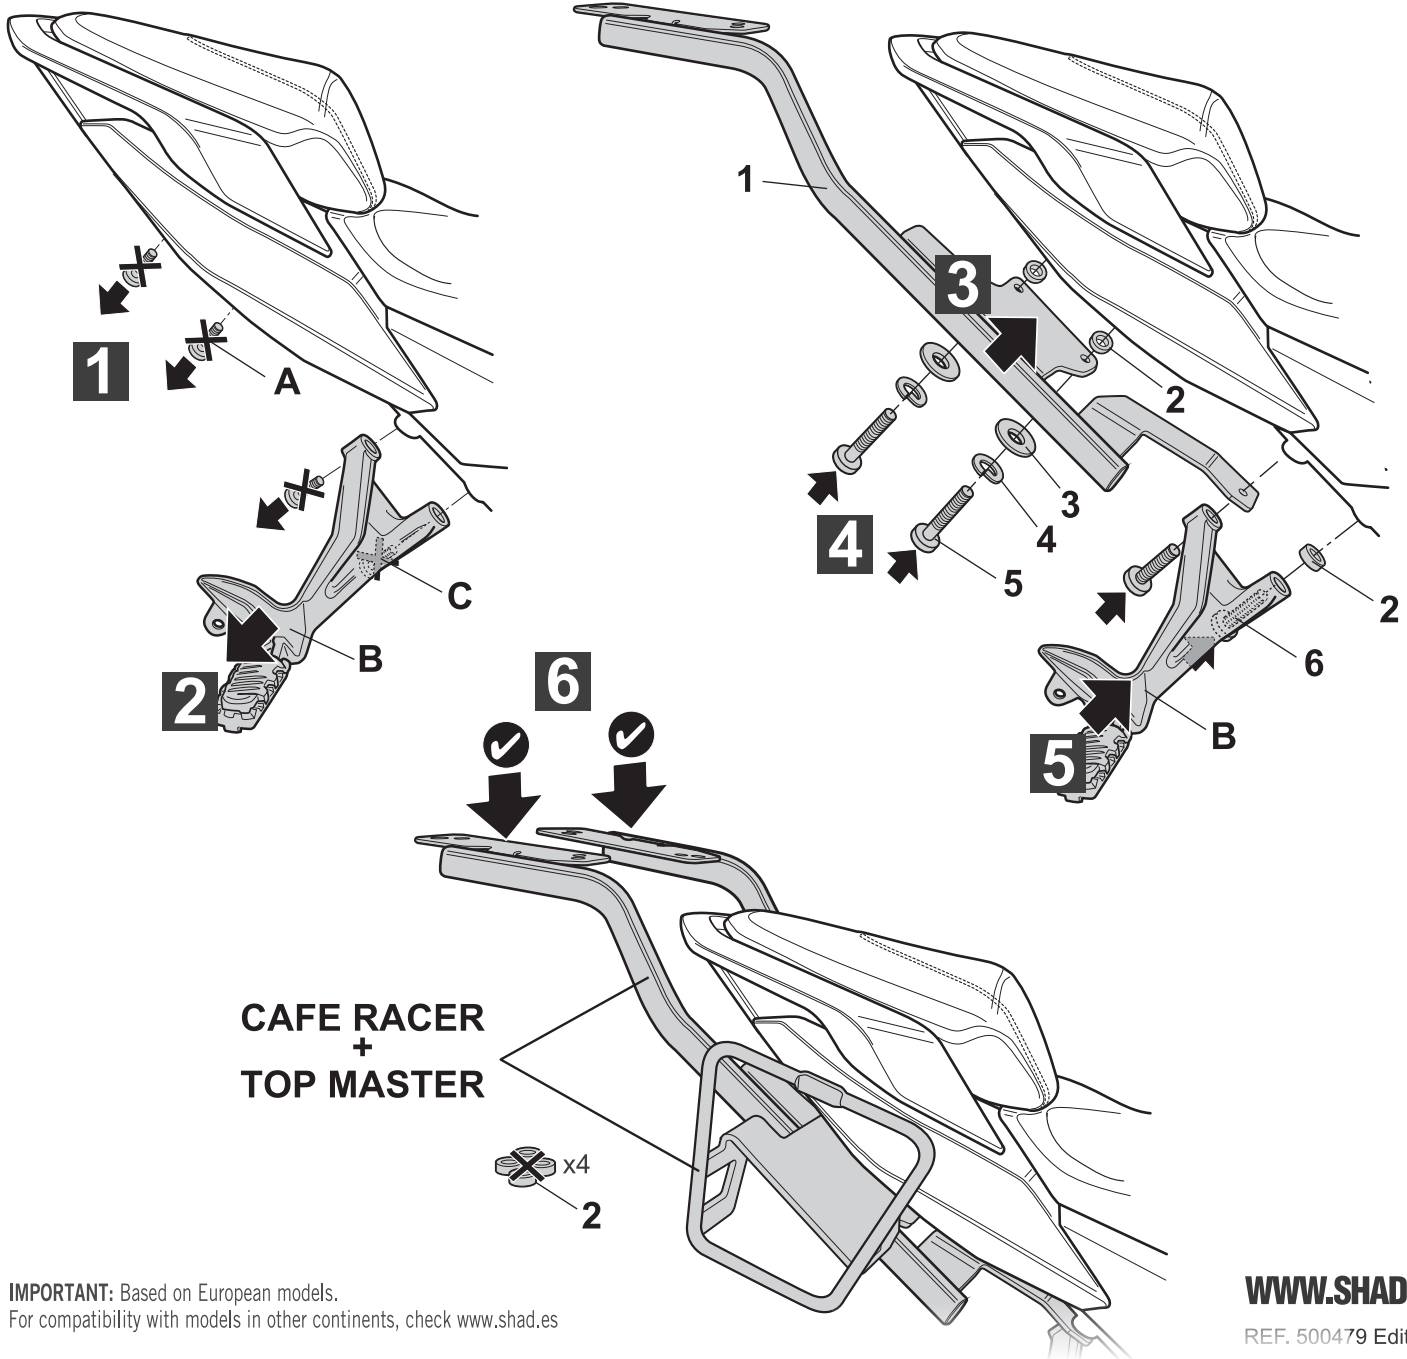 1
A
C
B
2
1
3
2
3
4
4
5
2
6
B
5
6
CAFE RACER
+
TOP MASTER
x4
2
IMPORTANT: Based on European models.
For compatibility with models in other continents, check www.shad.es
WWW.SHAD
REF. 500479 Edit